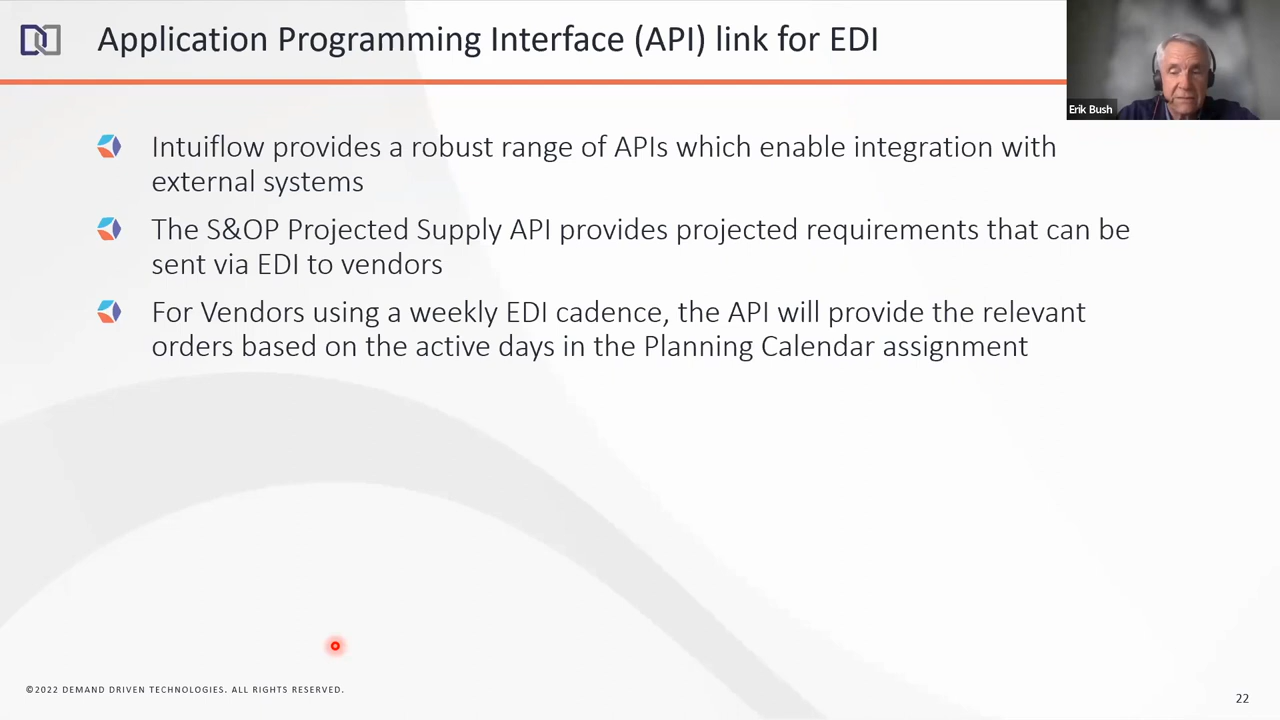 Application Programming Interface (API) link for EDI
Erik Bush
Intuiflow provides a robust range of APIs which enable integration with
external systems
The S&OP Projected Supply API provides projected requirements that can be
sent via EDI to vendors
For Vendors using a weekly EDI cadence, the API will provide the relevant
orders based on the active days in the Planning Calendar assignment
©2022 DEMAND DRIVEN TECHNOLOGIES. ALL RIGHTS RESERVED.
22